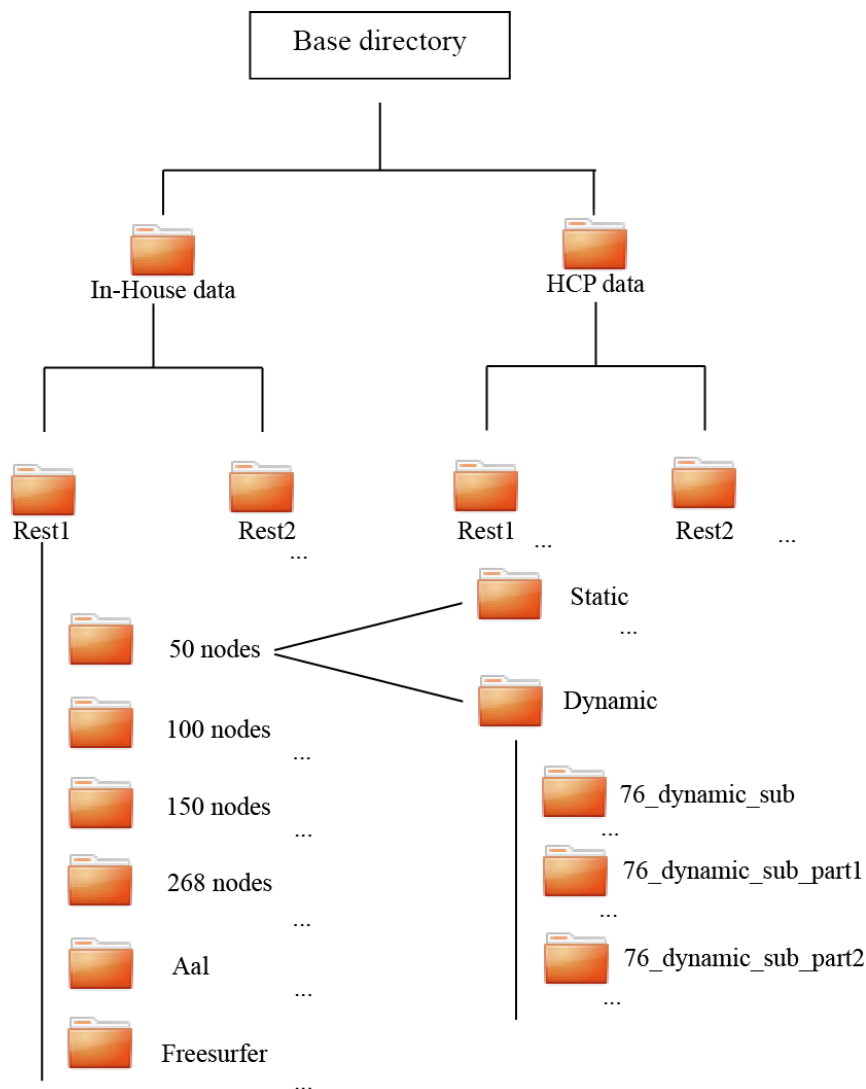 Base directory
In-House data
HCP data
Rest1
Rest2
...
Rest1
...
Rest2
...
50 nodes
Static
...
Dynamic
100 nodes
...
150 nodes
...
268 nodes
...
Aal
...
Freesurfer
...
76_dynamic_sub
...
76_dynamic_sub_part1
...
76_dynamic_sub_part2
...